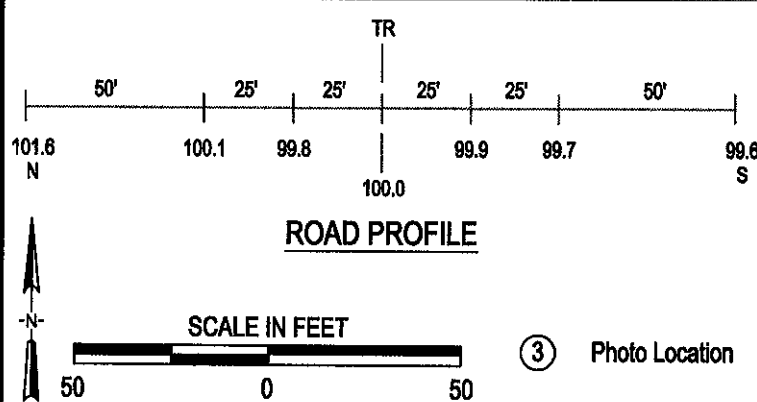 TR
50' 25' 25' 25' 25' 50'
101.6 100.1 99.8 100.0 99.9 99.7 99.6
N S
ROAD PROFILE
-N-
SCALE IN FEET
50 0 50
3 Photo Location